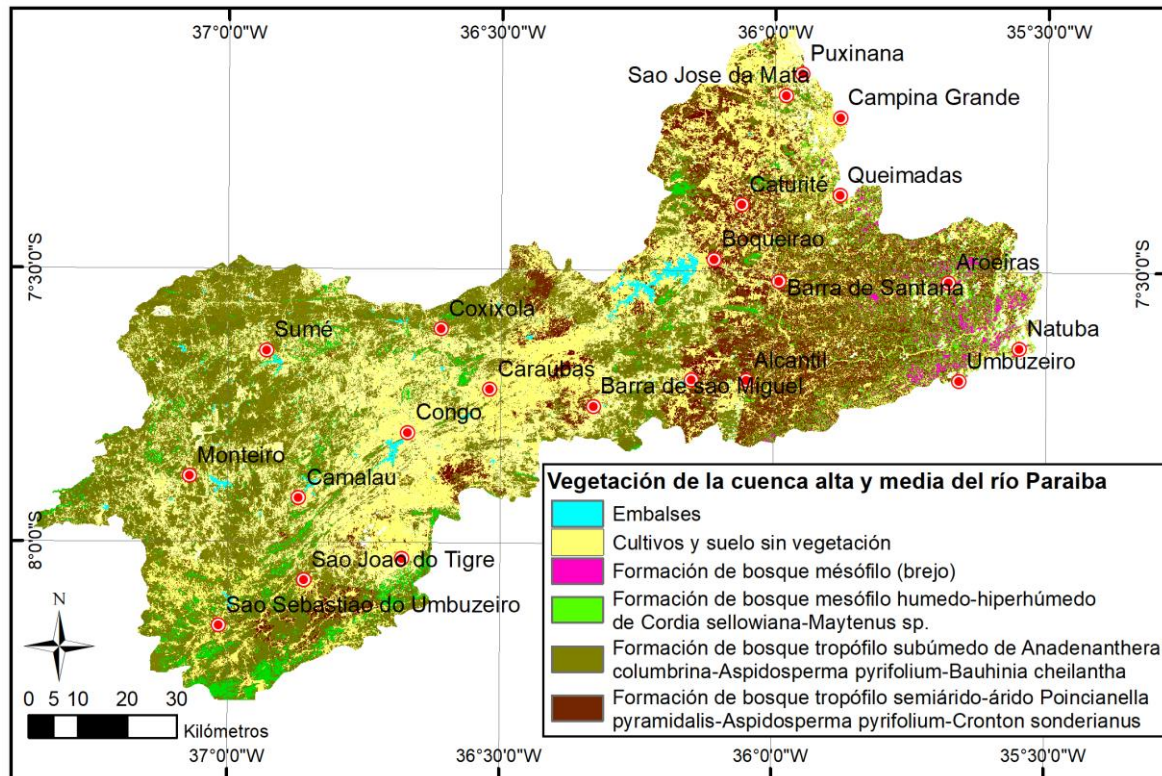 37°0'0"W
36°30'0"W
36°0'0"W
35°30'0"W
Puxinana
Sao Jose da Mata
Campina Grande
Queimadas
Caturité
Boqueirao
7°30'0"S
7°30'0"S
Aroeiras
Barra de Santana
Coxixola
Sumé
Natuba
Umbuzeiro
Caraubas
Alcantil
Barra de sao Miguel
Congo
Monteiro
Camalau
8°0'0"S
Sao Joao do Tigre
Sao Sebastiao do Umbuzeiro
Vegetación de la cuenca alta y media del río Paraiba
Embalses
Cultivos y suelo sin vegetación
Formación de bosque mésófilo (brejo)
Formación de bosque mesófilo humedo-hiperhúmedo
de Cordia sellowiana-Maytenus sp.
Formación de bosque tropófilo subúmedo de Anadenanthera
columbrina-Aspidosperma pyrifolium-Bauhinia cheilantha
Formación de bosque tropófilo semiárido-árido Poincianella
pyramidalis-Aspidosperma pyrifolium-Cronton sonderianus
N
0 5 10 20 30
Kilómetros
37°0'0"W
36°30'0"W
36°0'0"W
35°30'0"W